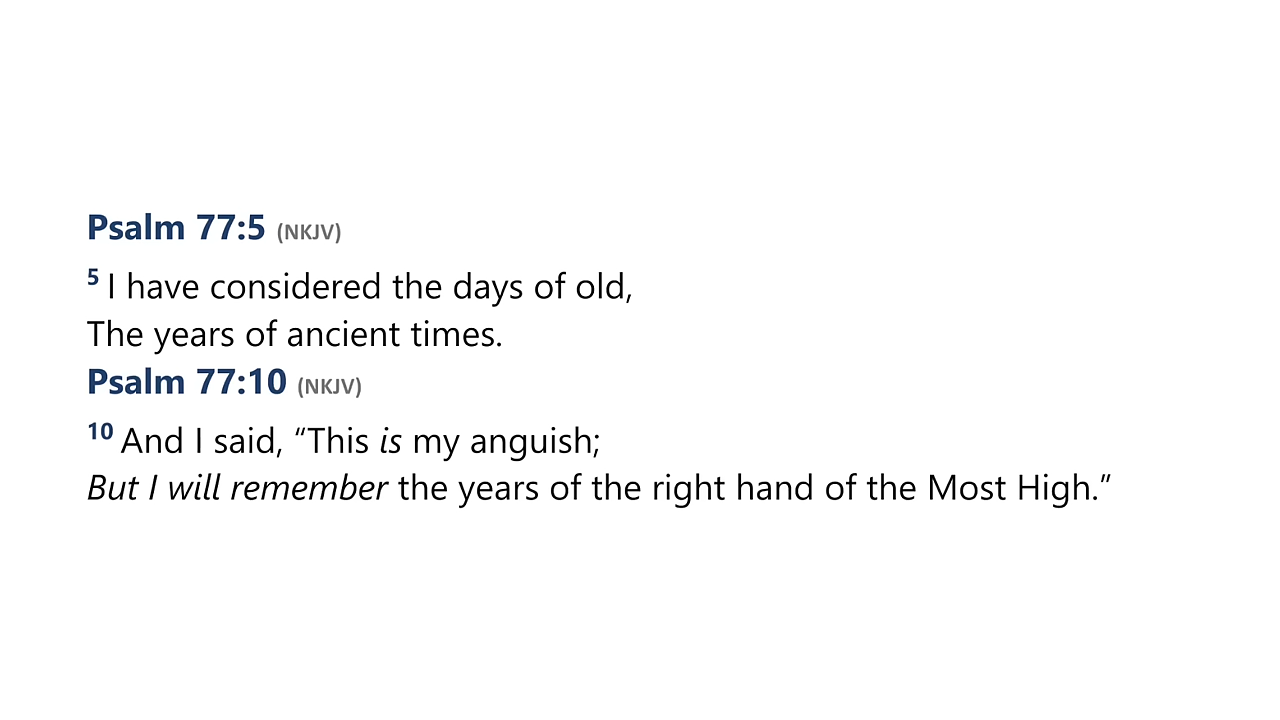 Psalm 77:5 (NKJV)
5 I have considered the days of old,
The years of ancient times.
Psalm 77:10 (NKJV)
10 And I said, “This is my anguish;
But I will remember the years of the right hand of the Most High.”